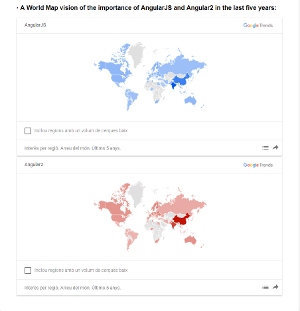 · A World Map vision of the importance of AngularJS and Angular2 in the last five years:
AngularJS
Google Trends
Inclou regions amb un volum de cerques baix
Interès per regió. Arreu del món. Últims 5 anys.
Angular2
Google Trends
Inclou regions amb un volum de cerques baix
Interès per regió. Arreu del món. Últims 5 anys.